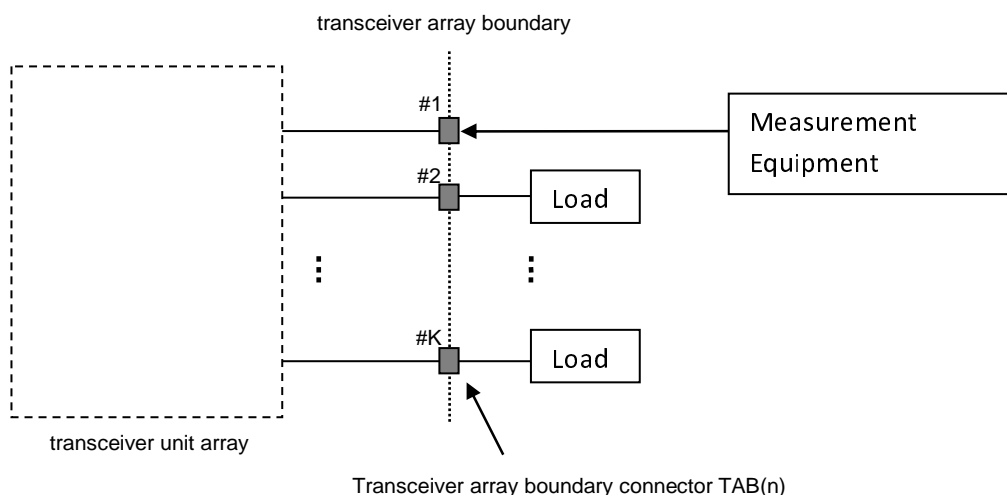 transceiver array boundary
#1
Measurement
Equipment
#2
Load
#K
Load
transceiver unit array
Transceiver array boundary connector TAB(n)